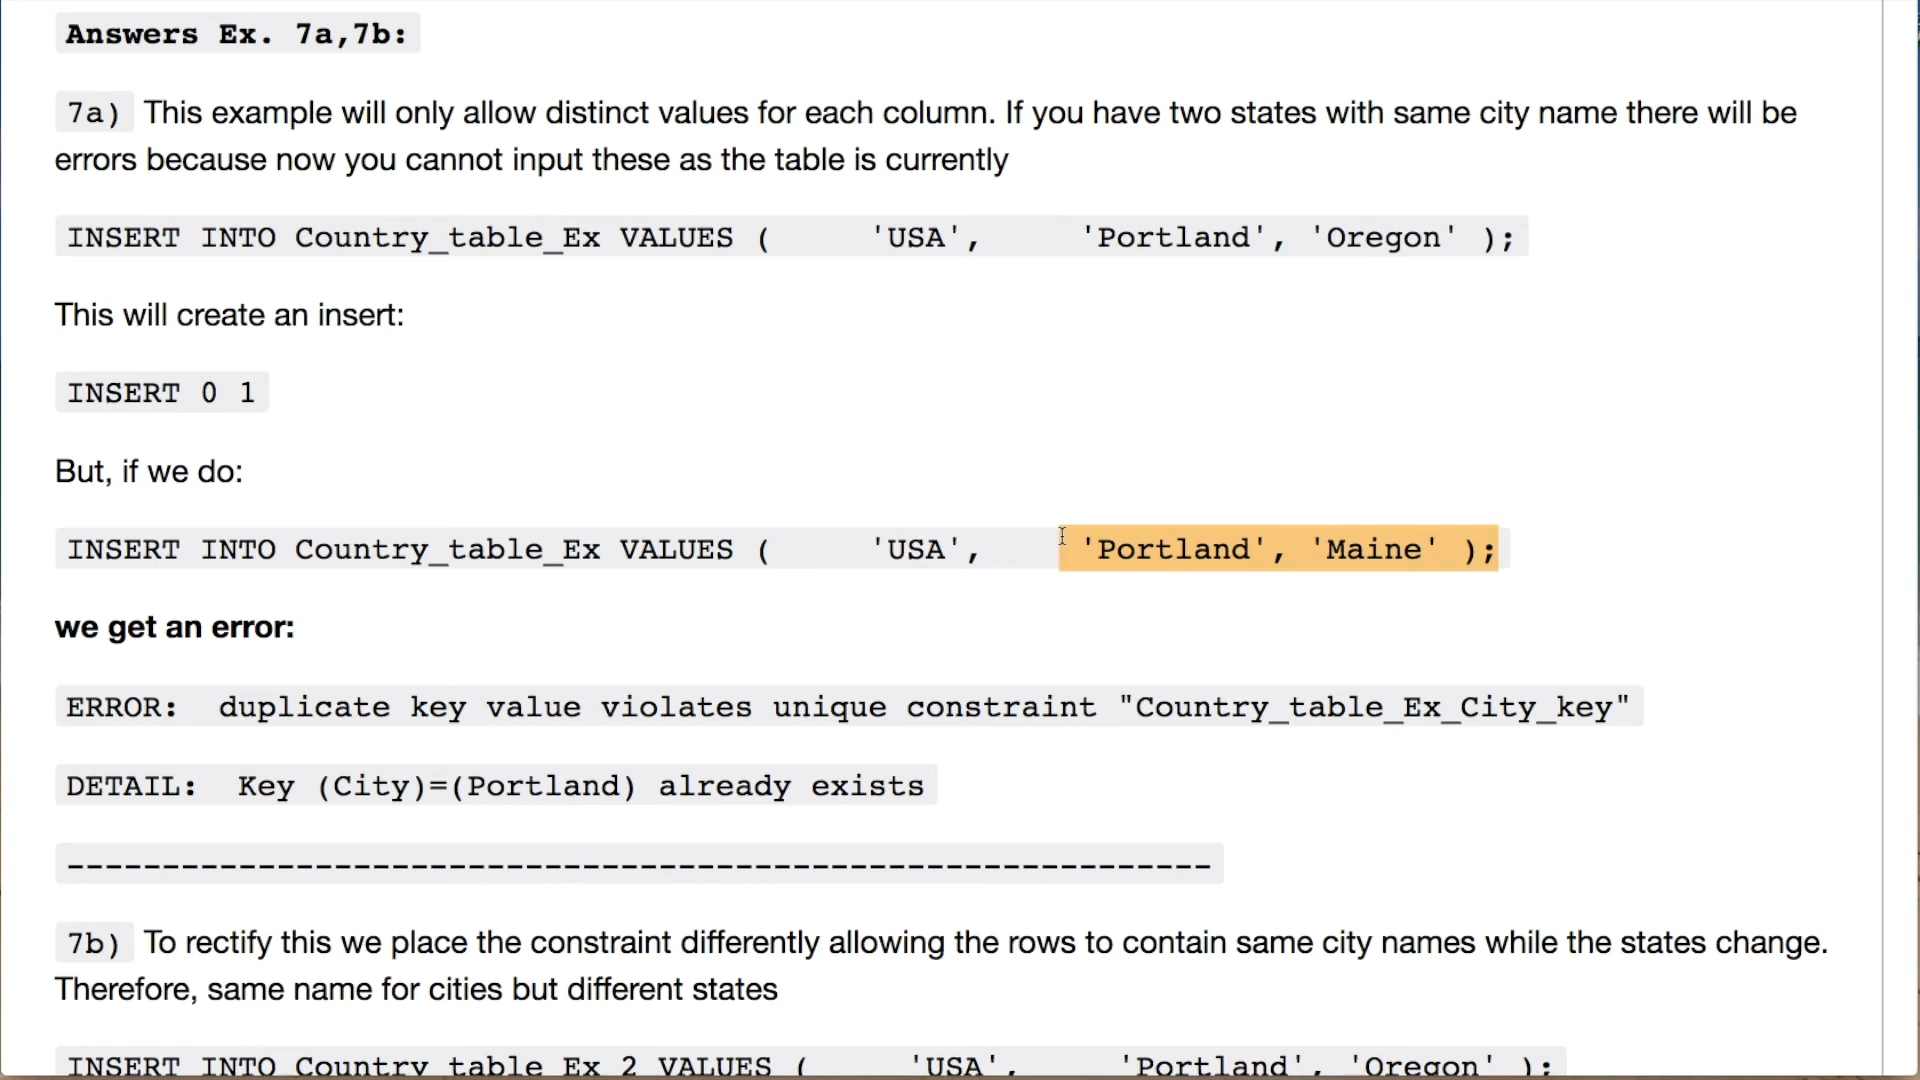 Answers Ex. 7a,7b:
7a) This example will only allow distinct values for each column. If you have two states with same city name there will be
errors because now you cannot input these as the table is currently
INSERT INTO Country_table_Ex VALUES (     'USA',     'Portland', 'Oregon' );
This will create an insert:
INSERT 0 1
But, if we do:
INSERT INTO Country_table_Ex VALUES (     'USA',     'Portland', 'Maine' );
we get an error:
ERROR:  duplicate key value violates unique constraint "Country_table_Ex_City_key"
DETAIL:  Key (City)=(Portland) already exists
------------------------------------------------------------
7b) To rectify this we place the constraint differently allowing the rows to contain same city names while the states change.
Therefore, same name for cities but different states
INSERT INTO Country_table_Ex_2 VALUES (     'USA',     'Portland', 'Oregon' );